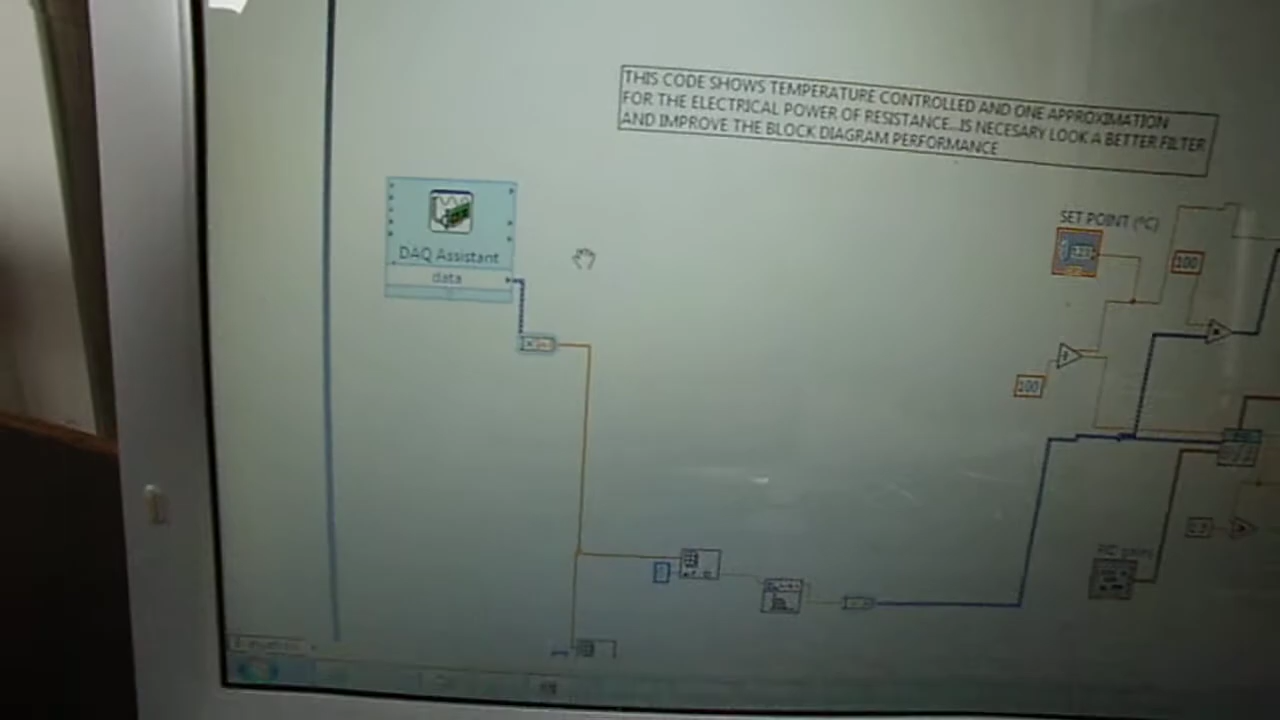 THIS CODE SHOWS TEMPERATURE CONTROLLED AND ONE APPROXIMATION
FOR THE ELECTRICAL POWER OF RESISTANCE...IS NECESARY LOOK A BETTER FILTER
AND IMPROVE THE BLOCK DIAGRAM PERFORMANCE
SET POINT (ºC)
100
DAQ Assistant
data
100